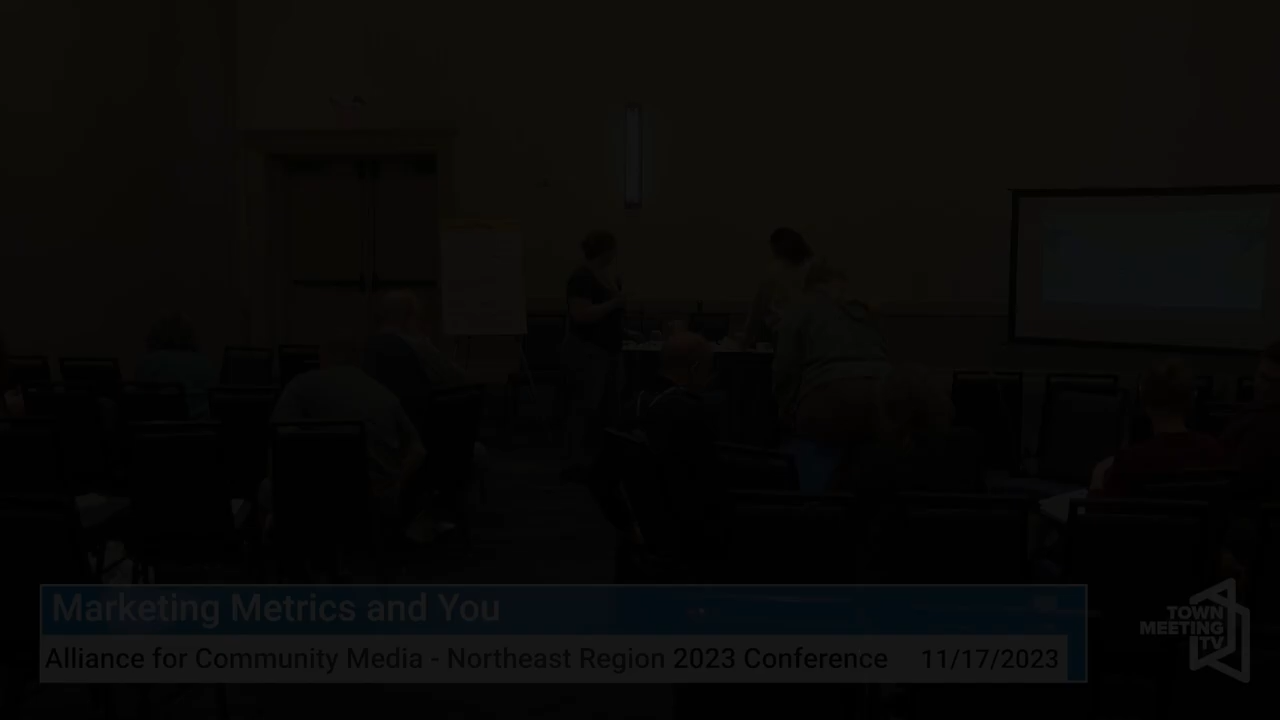 Marketing Metrics and You
Alliance for Community Media - Northeast Region 2023 Conference 11/17/2023
TOWN
MEETING
TV